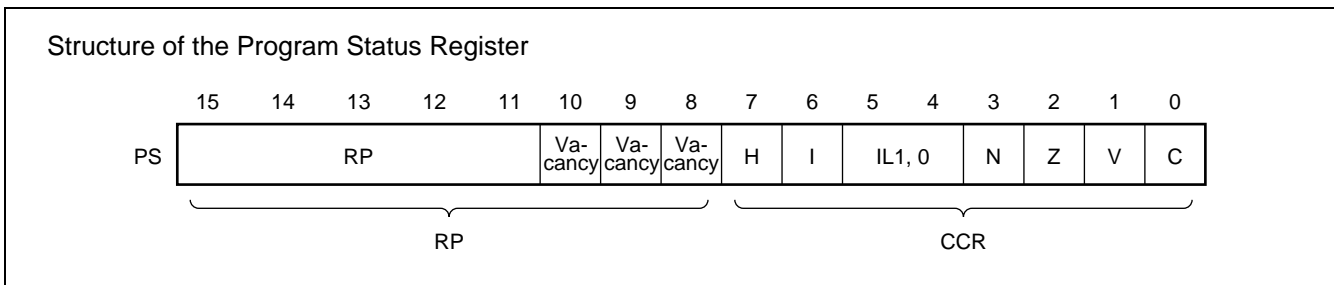 Structure of the Program Status Register
15 14 13 12 11 10 9 8 7 6 5 4 3 2 1 0
PS RP Va-cancy Va-cancy Va-cancy H I IL1, 0 N Z V C
RP CCR